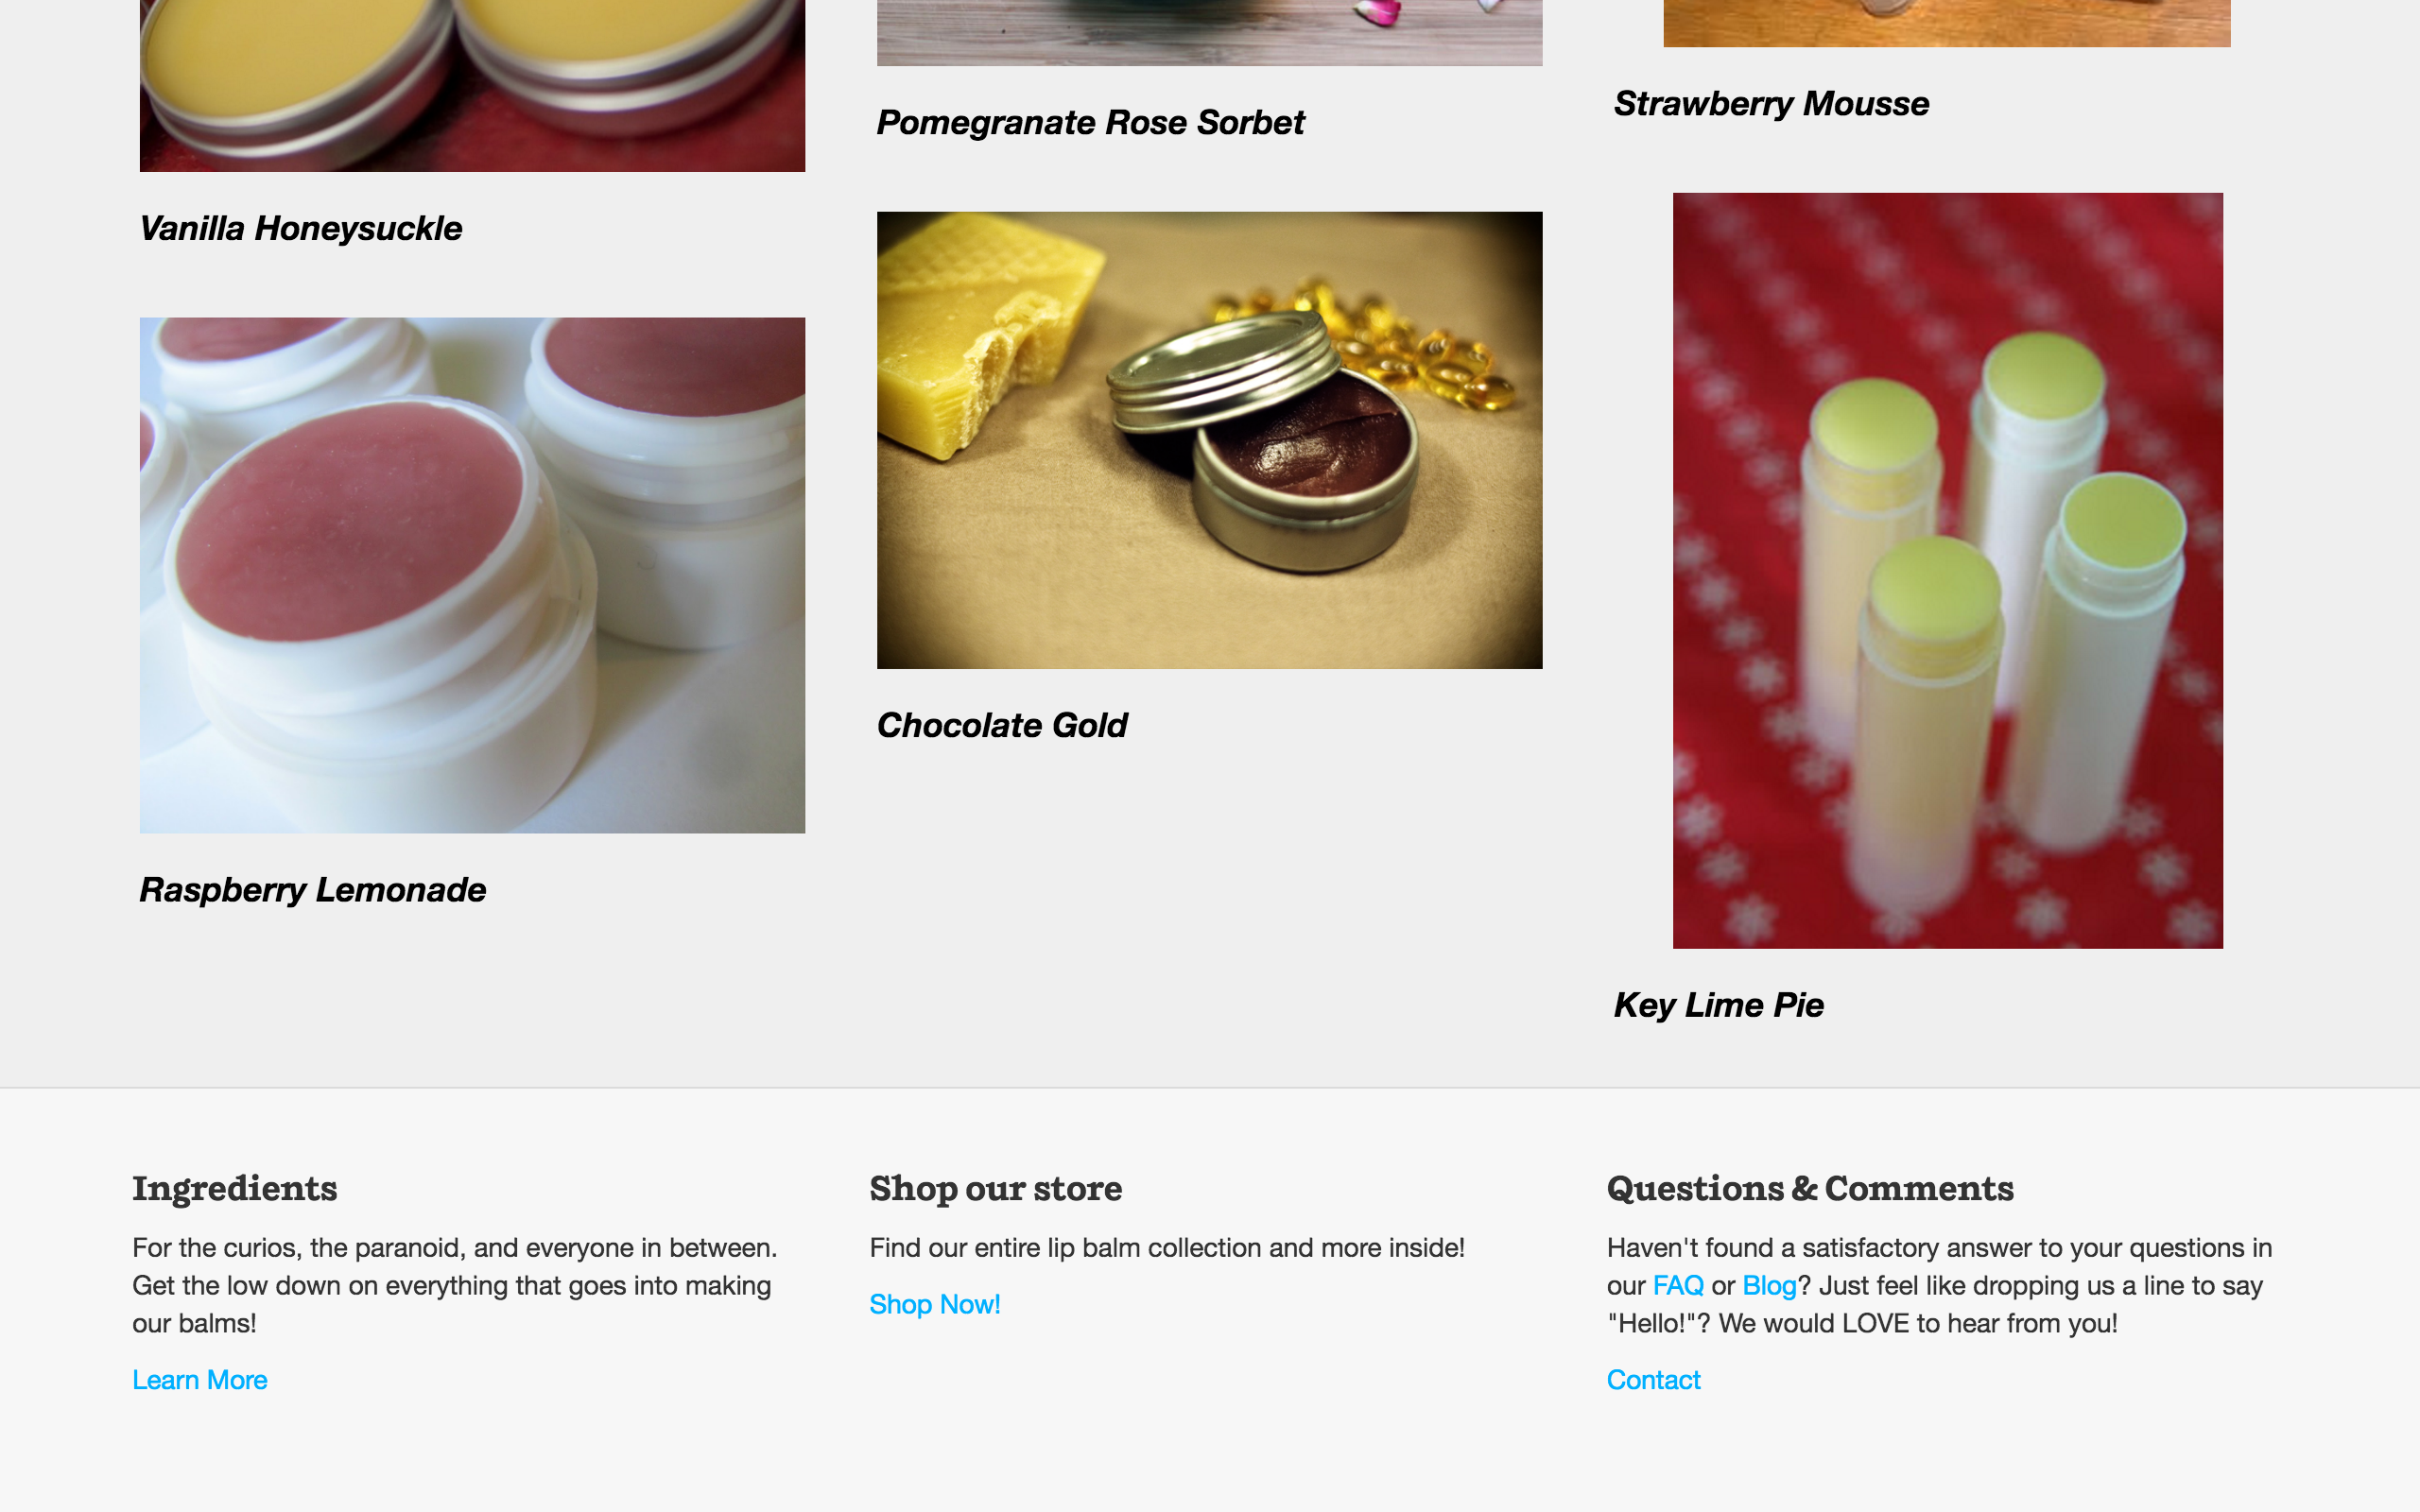 Vanilla Honeysuckle
Raspberry Lemonade
Pomegranate Rose Sorbet
Chocolate Gold
Strawberry Mousse
Key Lime Pie
Ingredients
For the curios, the paranoid, and everyone in between.
Get the low down on everything that goes into making
our balms!
Learn More
Shop our store
Find our entire lip balm collection and more inside!
Shop Now!
Questions & Comments
Haven't found a satisfactory answer to your questions in
our FAQ or Blog? Just feel like dropping us a line to say
"Hello!"? We would LOVE to hear from you!
Contact